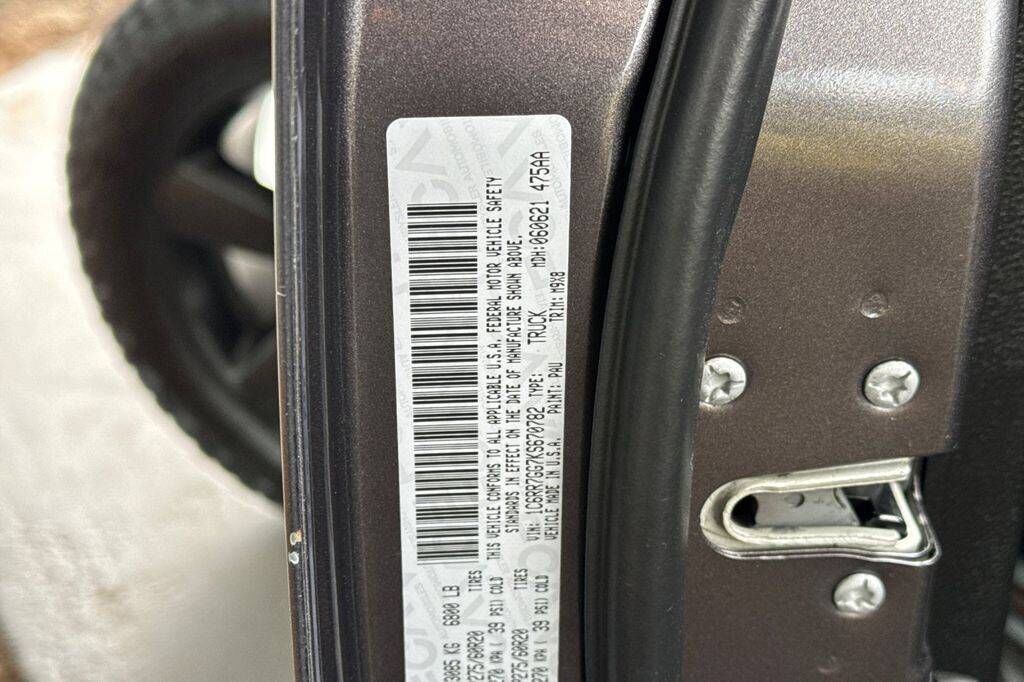 3085 KG 6800 LB
TIRES
275/60R20
270 KPA ( 39 PSI) COLD
TIRES
P275/60R20
270 KPA ( 39 PSI) COLD
THIS VEHICLE CONFORMS TO ALL APPLICABLE U.S.A. FEDERAL MOTOR VEHICLE SAFETY
STANDARDS IN EFFECT ON THE DATE OF MANUFACTURE SHOWN ABOVE.
VIN: 1C6RR7GG7KS670782 TYPE: TRUCK MDH:060621 475AA
VEHICLE MADE IN U.S.A. PAINT: PAU TRIM: M9X8